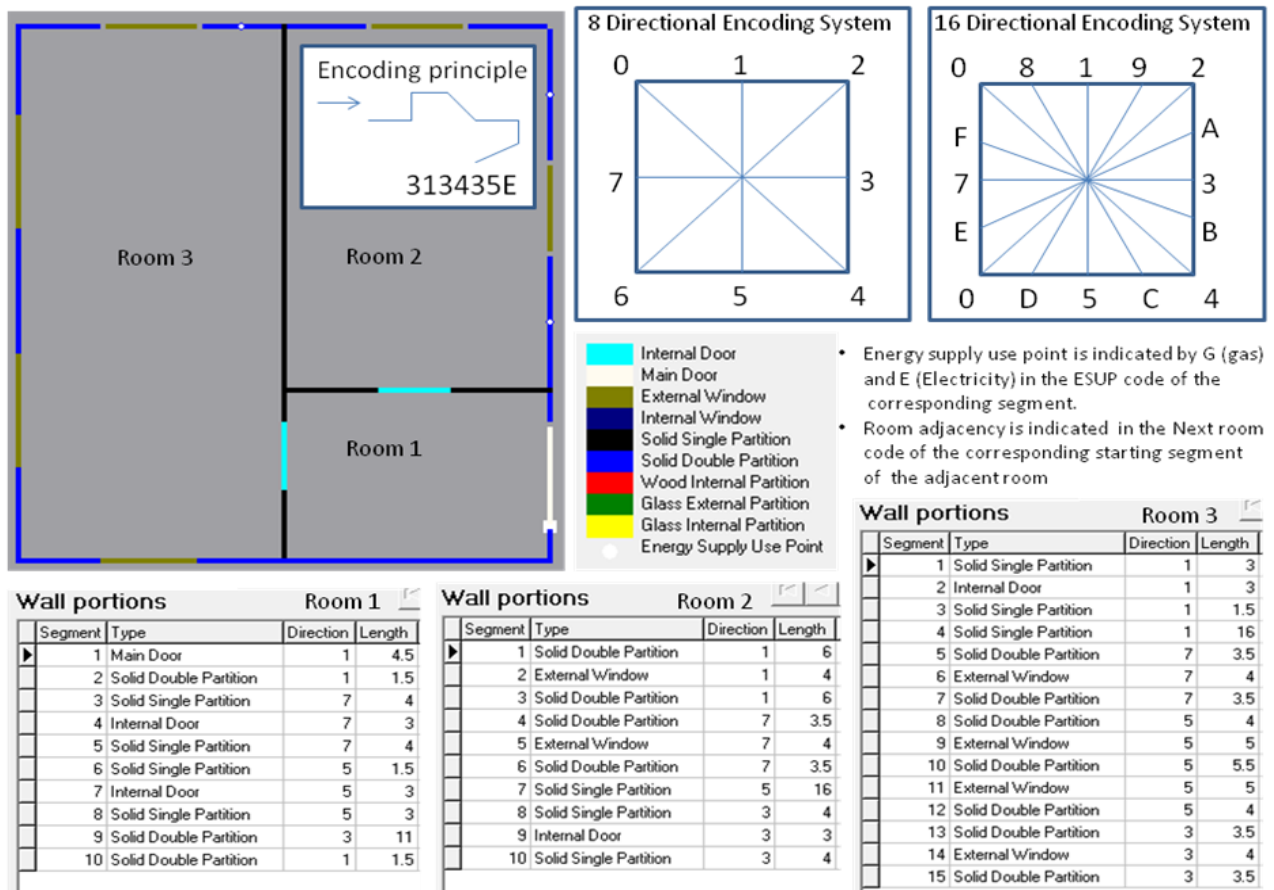 Encoding principle
313435E
Room 3
Room 2
Room 1
8 Directional Encoding System
0 1 2
7 3
6 5 4
16 Directional Encoding System
0 8 1 9 2
F A
7 3
E B
0 D 5 C 4
Internal Door
Main Door
External Window
Internal Window
Solid Single Partition
Solid Double Partition
Wood Internal Partition
Glass External Partition
Glass Internal Partition
Energy Supply Use Point
• Energy supply use point is indicated by G (gas)
and E (Electricity) in the ESUP code of the
corresponding segment.
• Room adjacency is indicated in the Next room
code of the corresponding starting segment
of the adjacent room
Wall portions Room 1
Segment Type Direction Length
1 Main Door 1 4.5
2 Solid Double Partition 1 1.5
3 Solid Single Partition 7 4
4 Internal Door 7 3
5 Solid Single Partition 7 4
6 Solid Single Partition 5 1.5
7 Internal Door 5 3
8 Solid Single Partition 5 3
9 Solid Double Partition 3 11
10 Solid Double Partition 1 1.5
Wall portions Room 2
Segment Type Direction Length
1 Solid Double Partition 1 6
2 External Window 1 4
3 Solid Double Partition 1 6
4 Solid Double Partition 7 3.5
5 External Window 7 4
6 Solid Double Partition 7 3.5
7 Solid Single Partition 5 16
8 Solid Single Partition 3 4
9 Internal Door 3 3
10 Solid Single Partition 3 4
Wall portions Room 3
Segment Type Direction Length
1 Solid Single Partition 1 3
2 Internal Door 1 3
3 Solid Single Partition 1 1.5
4 Solid Single Partition 1 16
5 Solid Double Partition 7 3.5
6 External Window 7 4
7 Solid Double Partition 7 3.5
8 Solid Double Partition 5 4
9 External Window 5 5
10 Solid Double Partition 5 5.5
11 External Window 5 5
12 Solid Double Partition 5 4
13 Solid Double Partition 3 3.5
14 External Window 3 4
15 Solid Double Partition 3 3.5